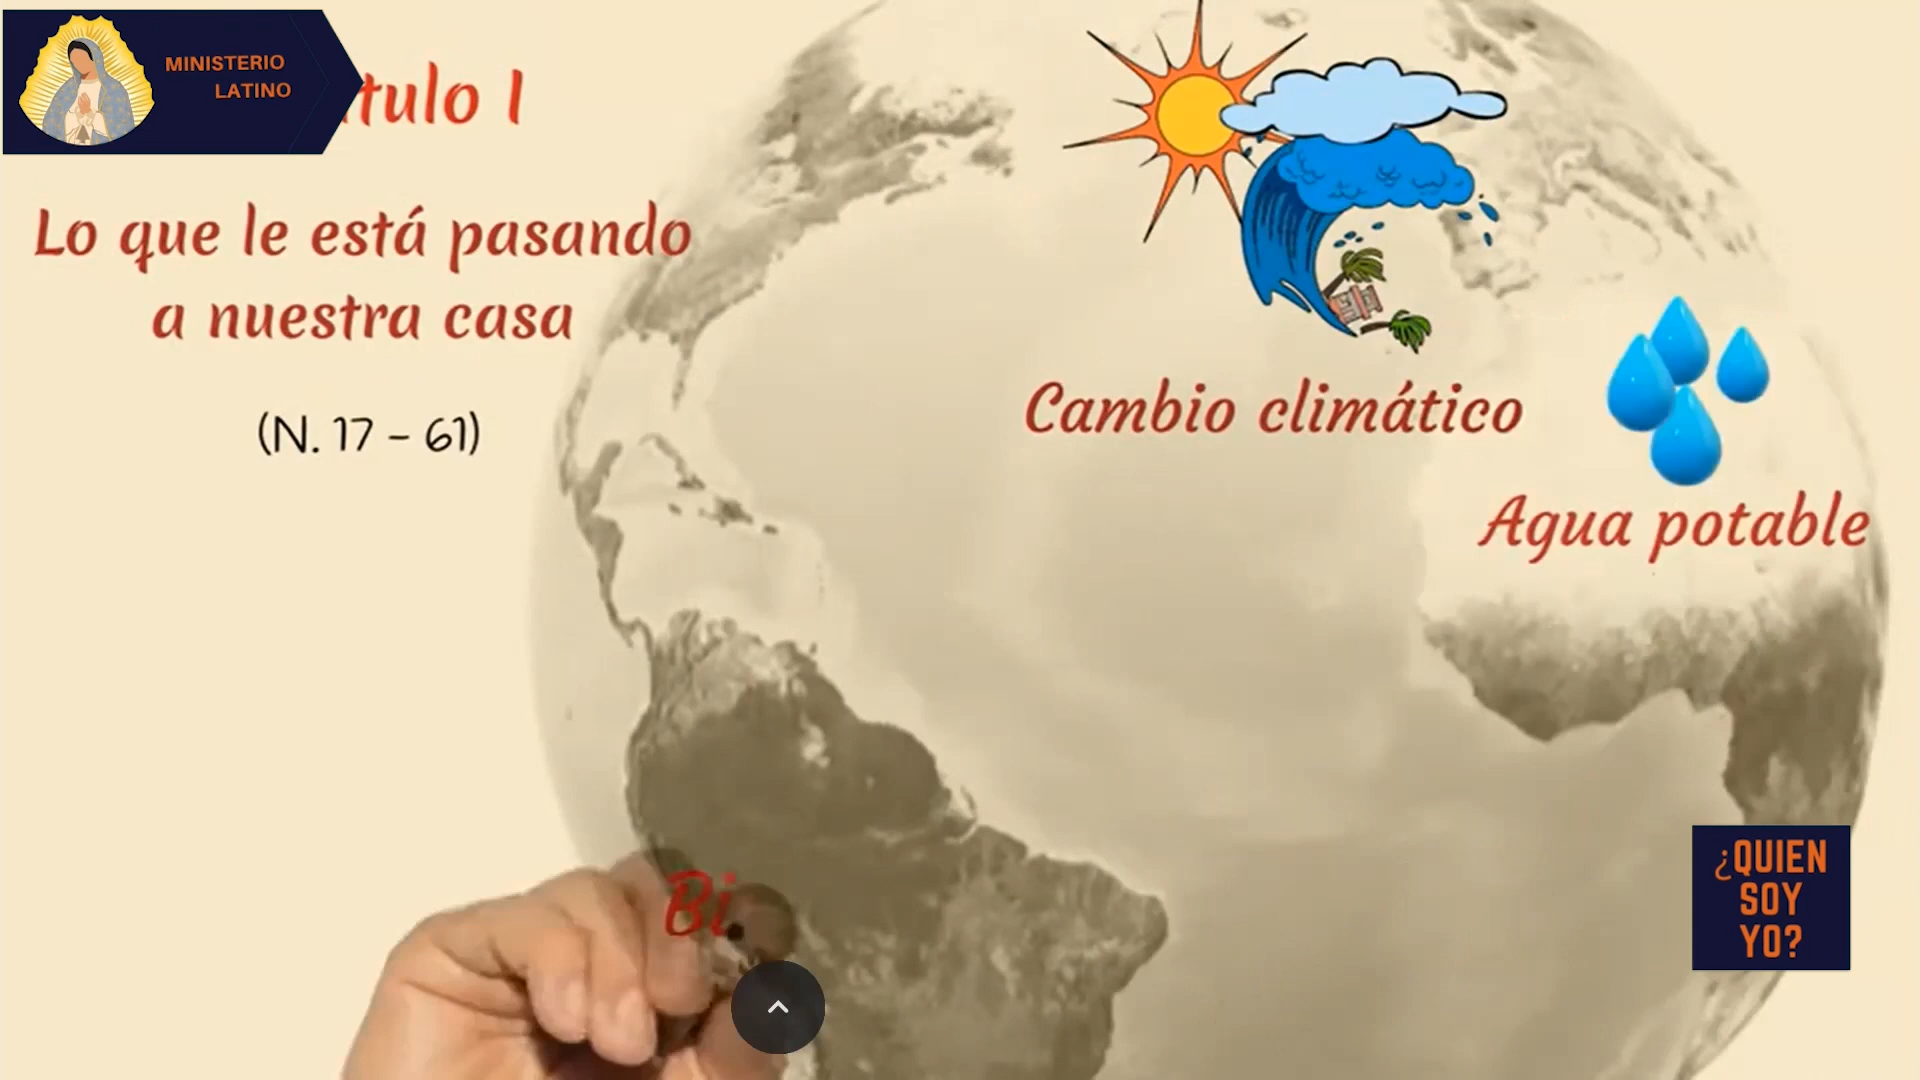 MINISTERIO
LATINO
tulo I
Lo que le está pasando
a nuestra casa
(N. 17 – 61)
Cambio climático
Agua potable
Bi
¿QUIEN
SOY
YO?